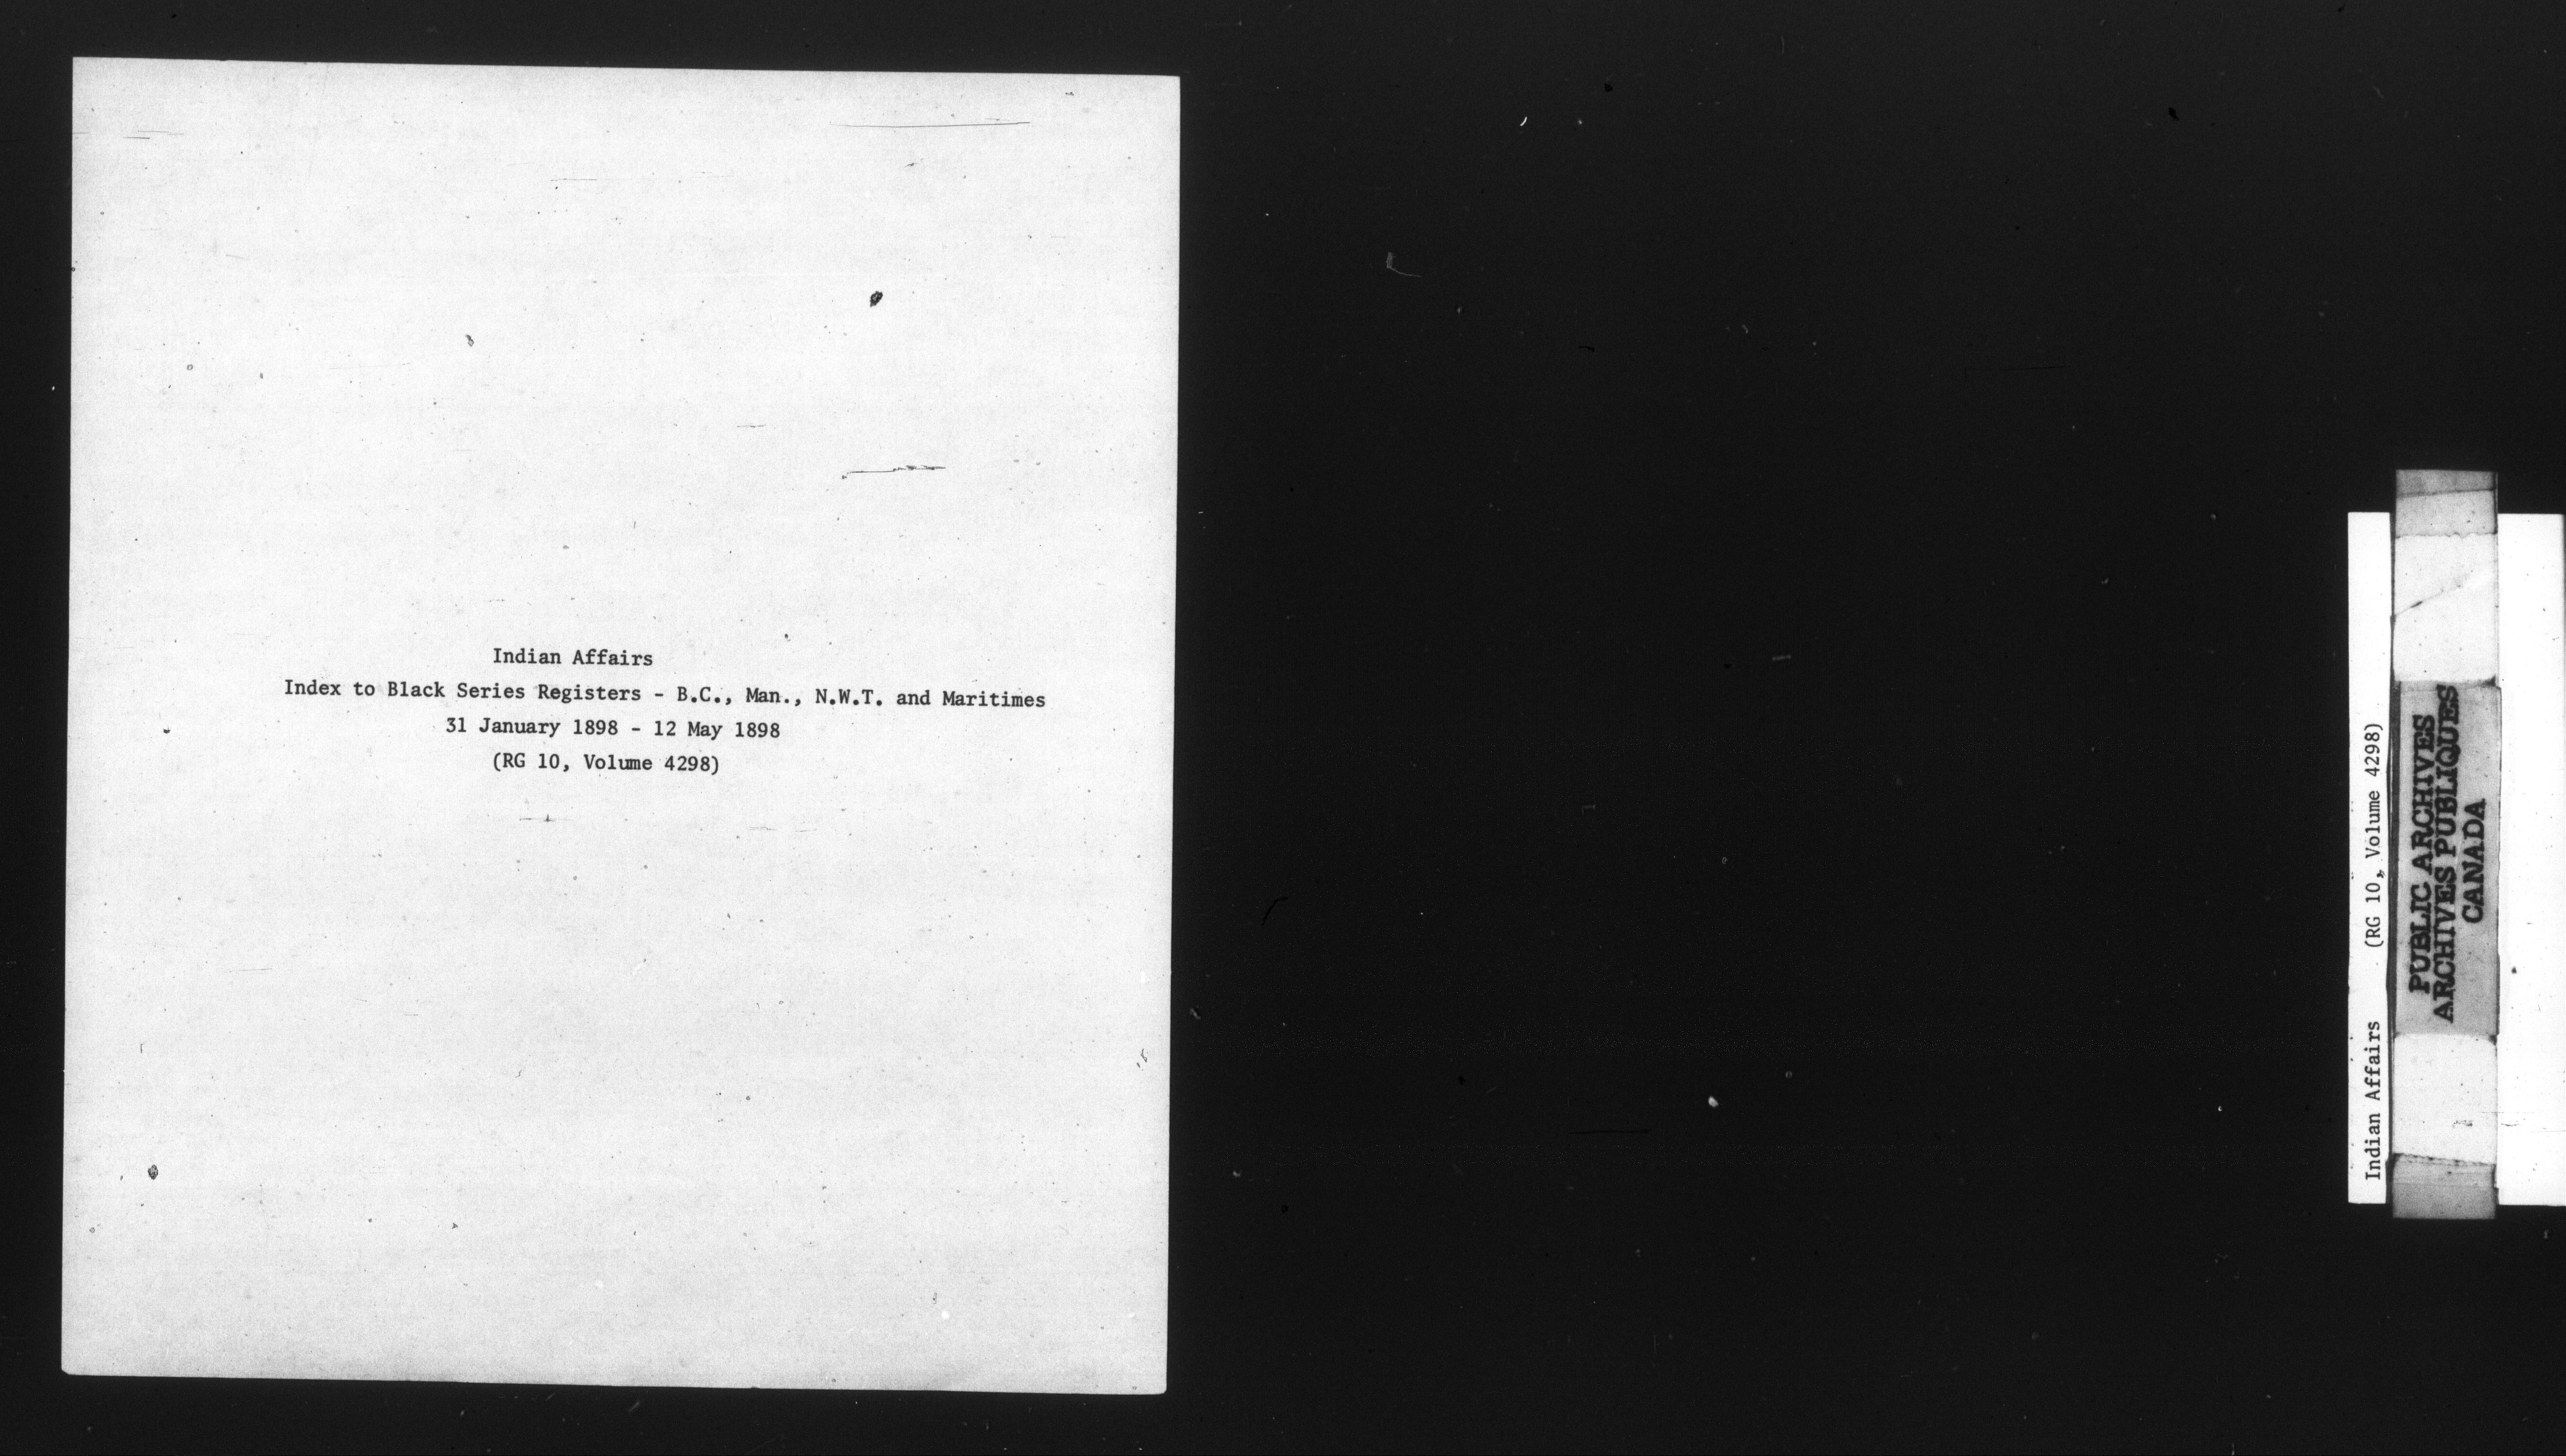 Indian Affairs
Index to Black Series Registers - B.C., Man., N.W.T. and Maritimes
31 January 1898 - 12 May 1898
(RG 10, Volume 4298)
Indian Affairs (RG 10, Volume 4298)
PUBLIC ARCHIVES
ARCHIVES PUBLIQUES
CANADA